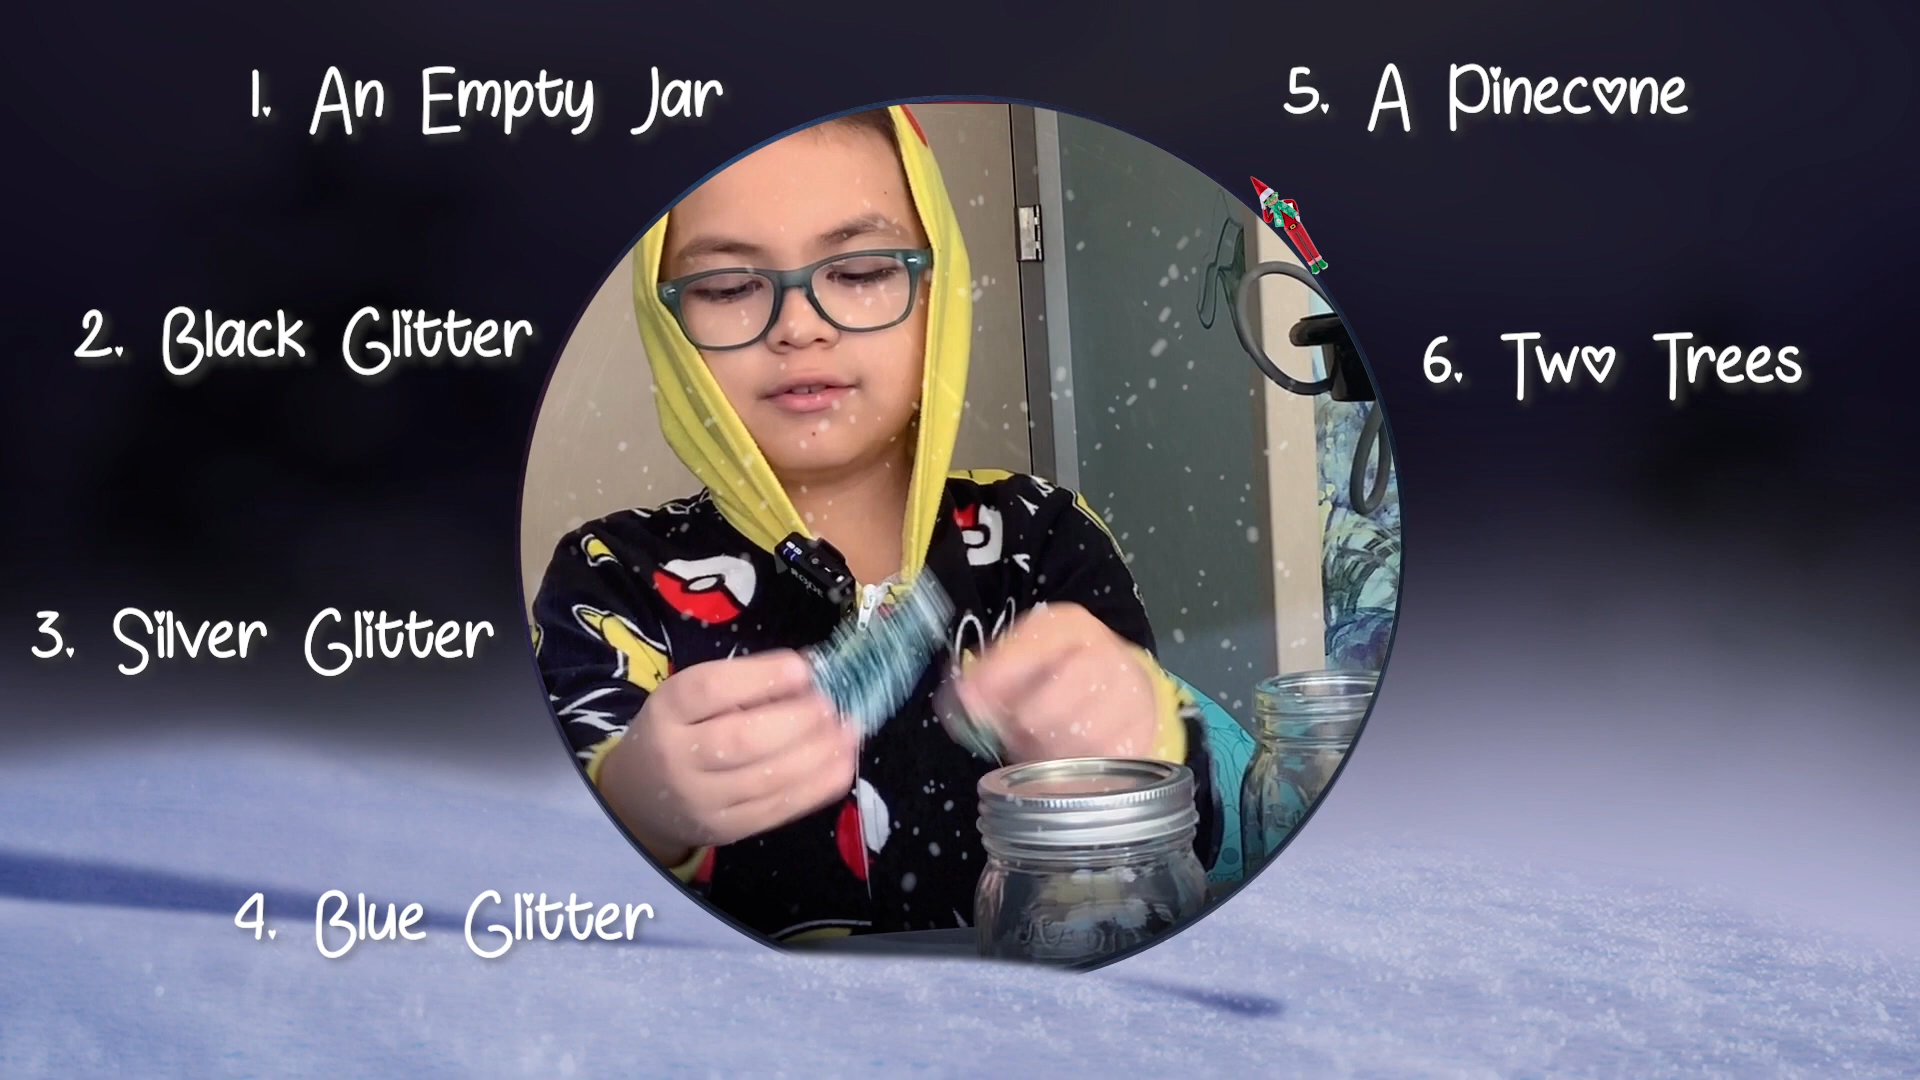 1. An Empty Jar
2. Black Glitter
3. Silver Glitter
4. Blue Glitter
5. A Pinecone
6. Two Trees